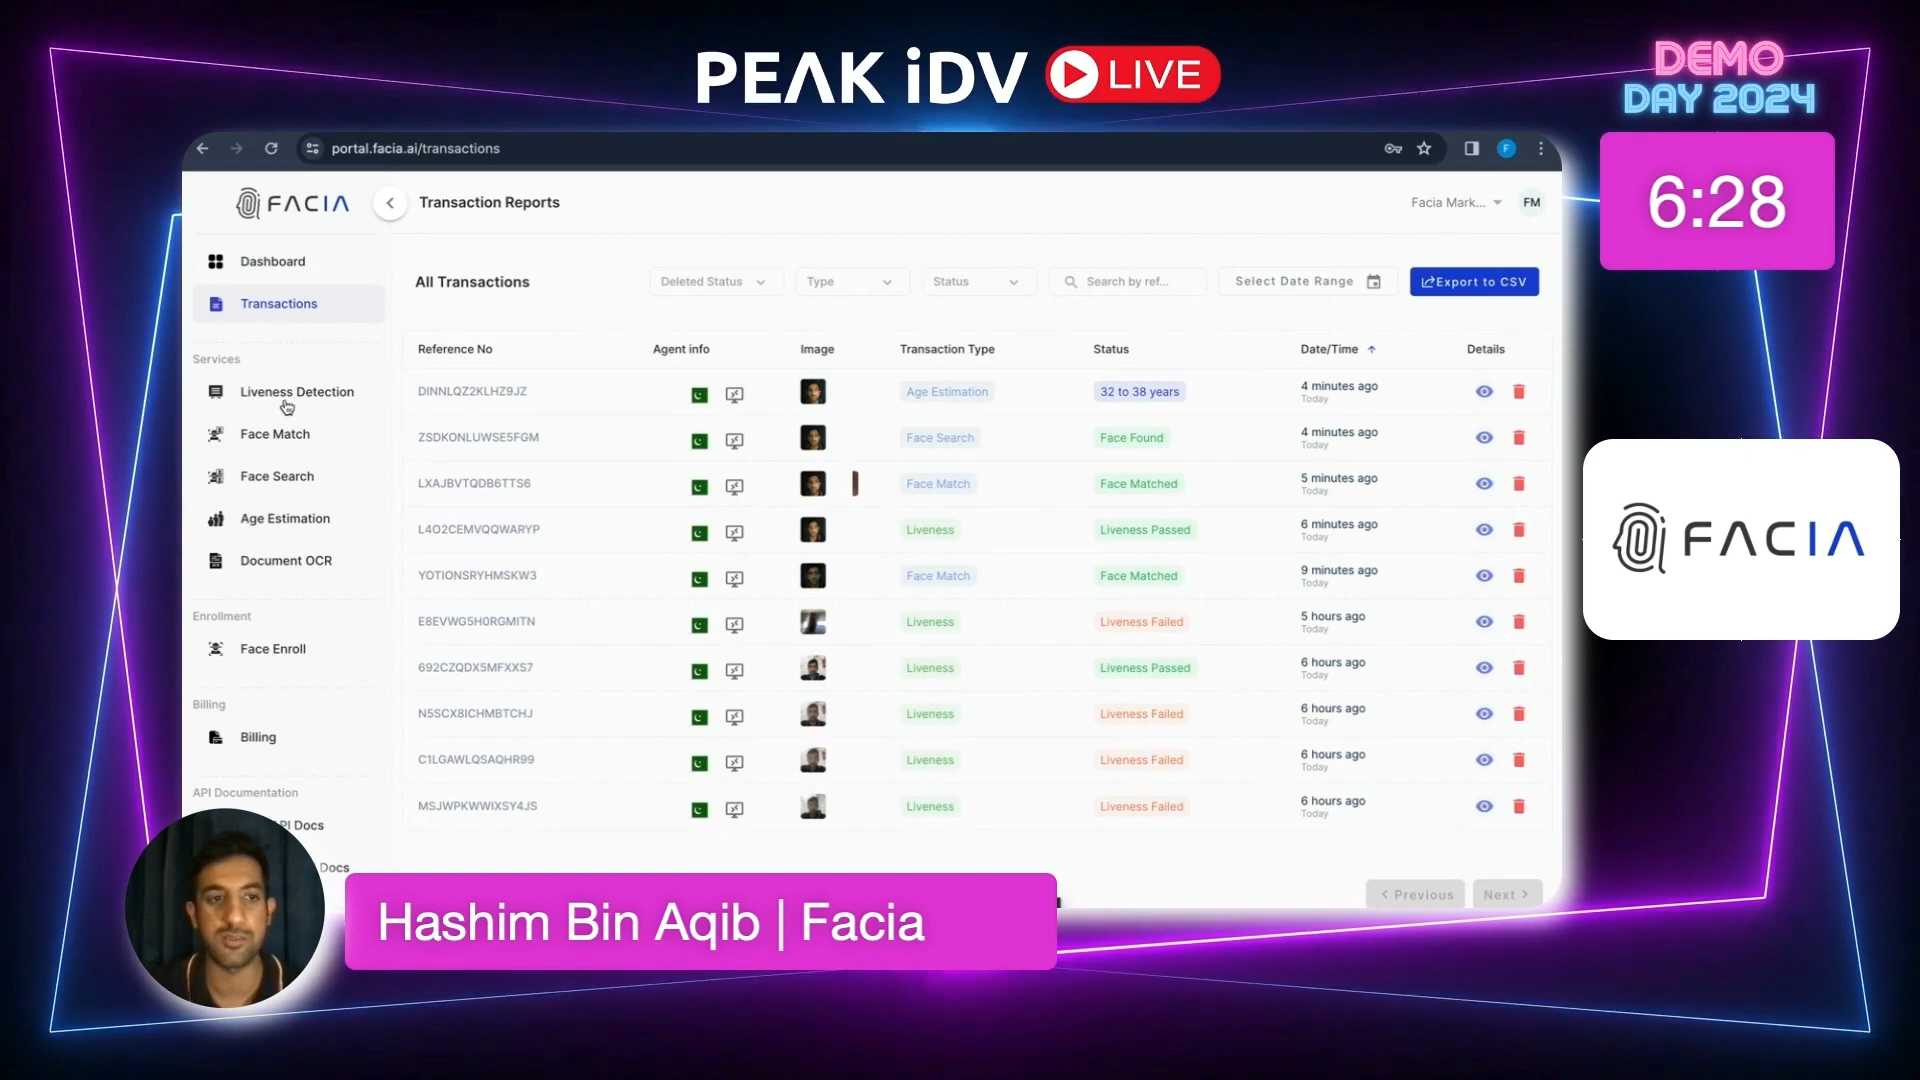 PEAK iDV LIVE
DEMO
DAY 2024
6:28
portal.facia.ai/transactions
F
FACIA
Transaction Reports
Facia Mark...
FM
Dashboard
Transactions
Services
Liveness Detection
Face Match
Face Search
Age Estimation
Document OCR
Enrollment
Face Enroll
Billing
Billing
API Documentation
PI Docs
Docs
All Transactions
Deleted Status
Type
Status
Search by ref...
Select Date Range
Export to CSV
Reference No Agent info Image Transaction Type Status Date/Time Details
DINNLQZ2KLHZ9JZ Age Estimation 32 to 38 years 4 minutes ago
Today
ZSDKONLUWSE5FGM Face Search Face Found 4 minutes ago
Today
LXAJBVTQDB6TTS6 Face Match Face Matched 5 minutes ago
Today
L4O2CEMVQQWARYP Liveness Liveness Passed 6 minutes ago
Today
YOTIONSRYHMSKW3 Face Match Face Matched 9 minutes ago
Today
E8EVWG5H0RGMITN Liveness Liveness Failed 5 hours ago
Today
692CZQDX5MFXXS7 Liveness Liveness Passed 6 hours ago
Today
N5SCX8ICHMBTCHJ Liveness Liveness Failed 6 hours ago
Today
C1LGAWLQSAQHR99 Liveness Liveness Failed 6 hours ago
Today
MSJWPKWWIXSY4JS Liveness Liveness Failed 6 hours ago
Today
Previous
Next
FACIA
Hashim Bin Aqib | Facia